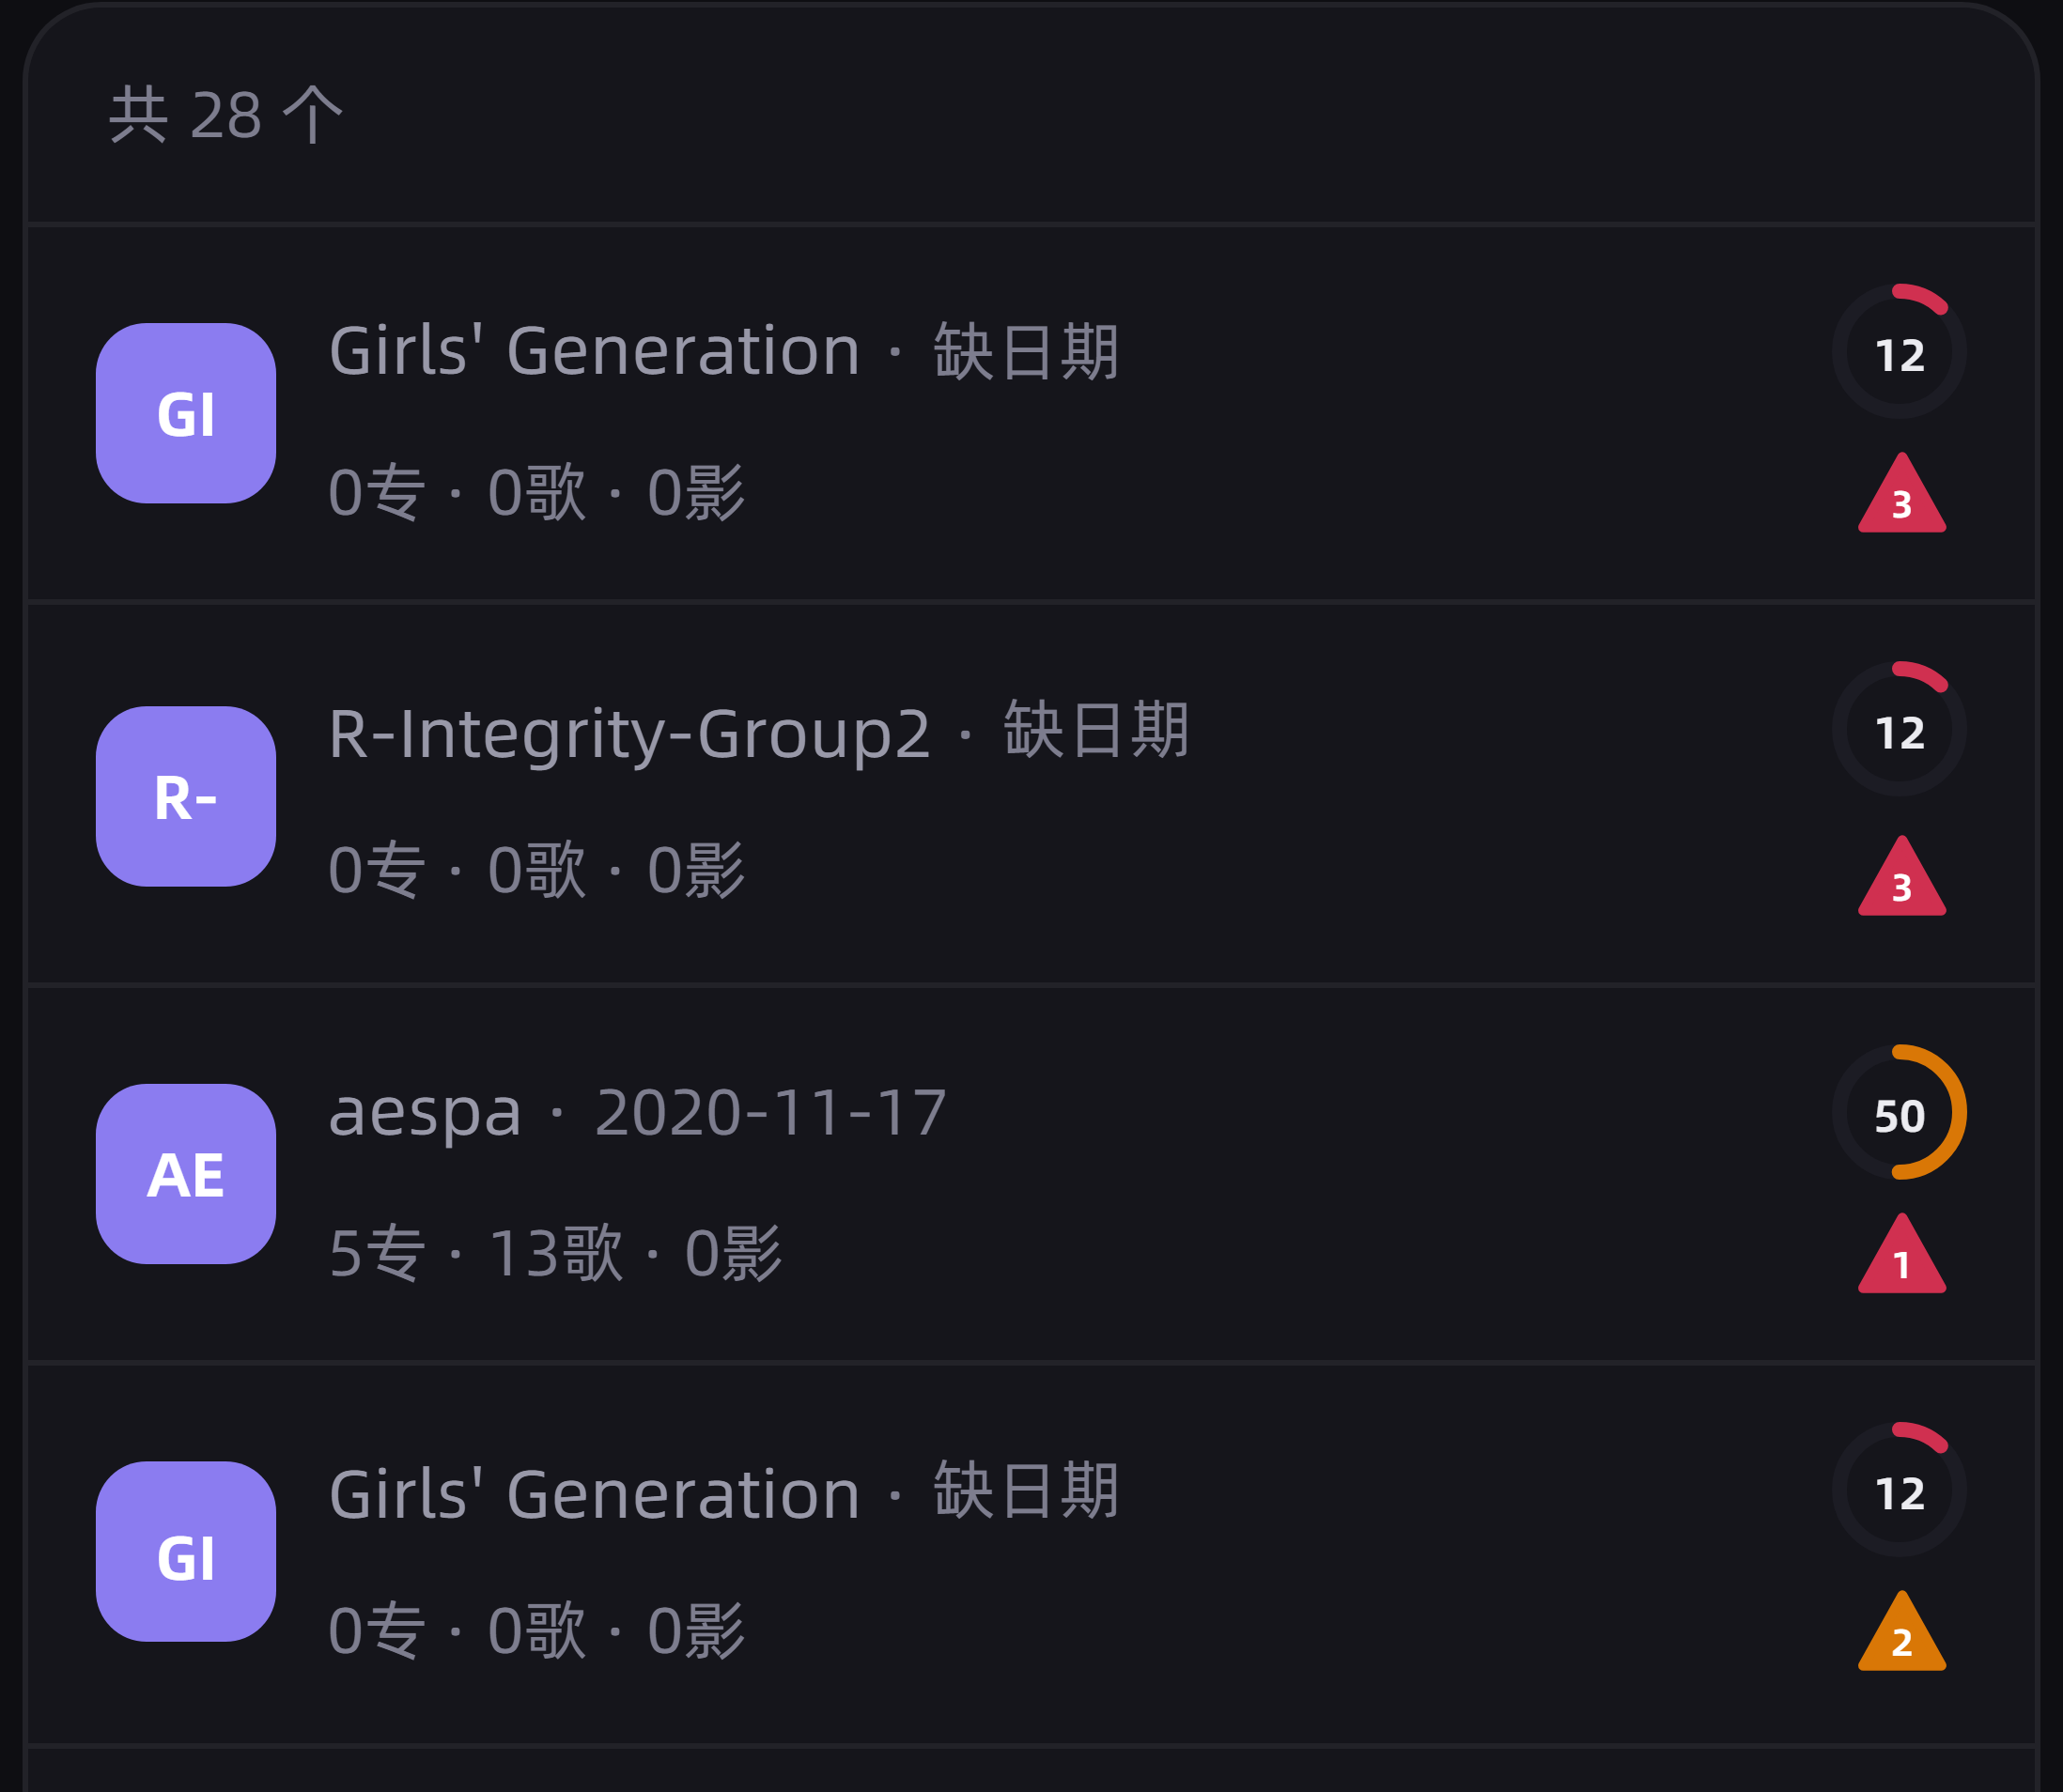 共 28 个
GI
Girls' Generation · 缺日期
0专 · 0歌 · 0影
12
3
R-
R-Integrity-Group2 · 缺日期
0专 · 0歌 · 0影
12
3
AE
aespa · 2020-11-17
5专 · 13歌 · 0影
50
1
GI
Girls' Generation · 缺日期
0专 · 0歌 · 0影
12
2